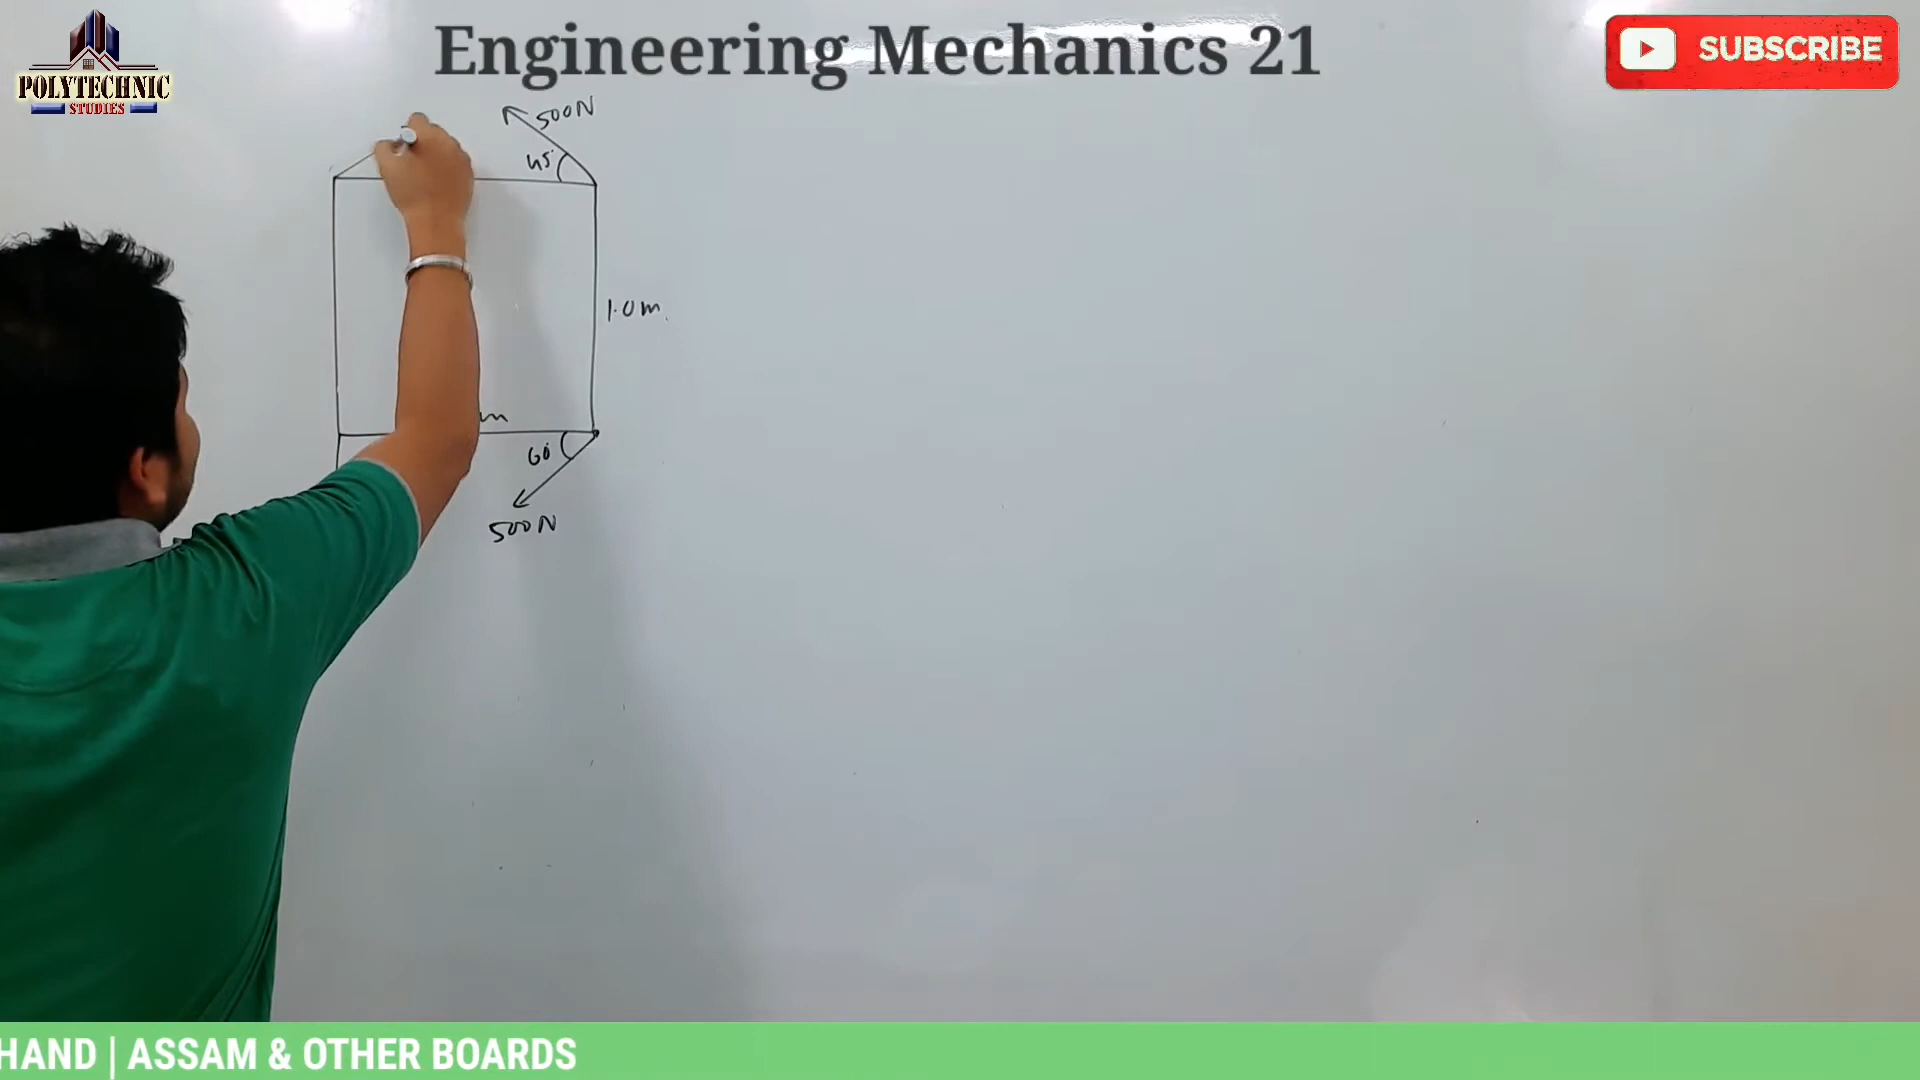 POLYTECHNIC
STUDIES
Engineering Mechanics 21
SUBSCRIBE
500N
45°
1.0m.
m
60°
500N
HAND | ASSAM & OTHER BOARDS